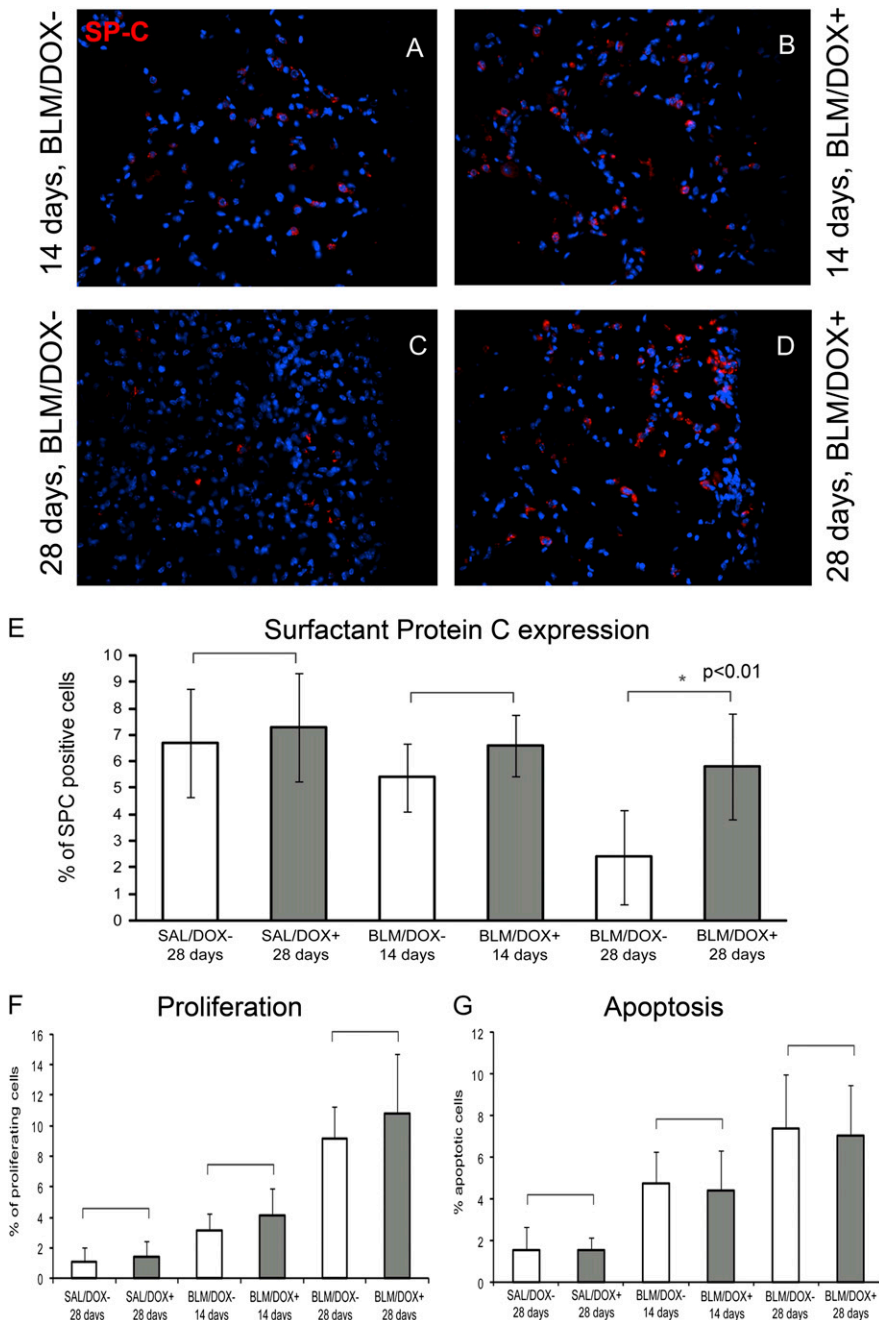 SP-C
A
B
14 days, BLM/DOX-
14 days, BLM/DOX+
C
D
28 days, BLM/DOX-
28 days, BLM/DOX+
E
Surfactant Protein C expression
% of SPC positive cells
10
9
8
7
6
5
4
3
2
1
0
* p<0.01
SAL/DOX- SAL/DOX+ BLM/DOX- BLM/DOX+ BLM/DOX- BLM/DOX+
28 days 28 days 14 days 14 days 28 days 28 days
F
Proliferation
% of proliferating cells
16
14
12
10
8
6
4
2
0
SAL/DOX- SAL/DOX+ BLM/DOX- BLM/DOX+ BLM/DOX- BLM/DOX+
28 days 28 days 14 days 14 days 28 days 28 days
G
Apoptosis
% apoptotic cells
12
10
8
6
4
2
0
SAL/DOX- SAL/DOX+ BLM/DOX- BLM/DOX+ BLM/DOX- BLM/DOX+
28 days 28 days 14 days 14 days 28 days 28 days